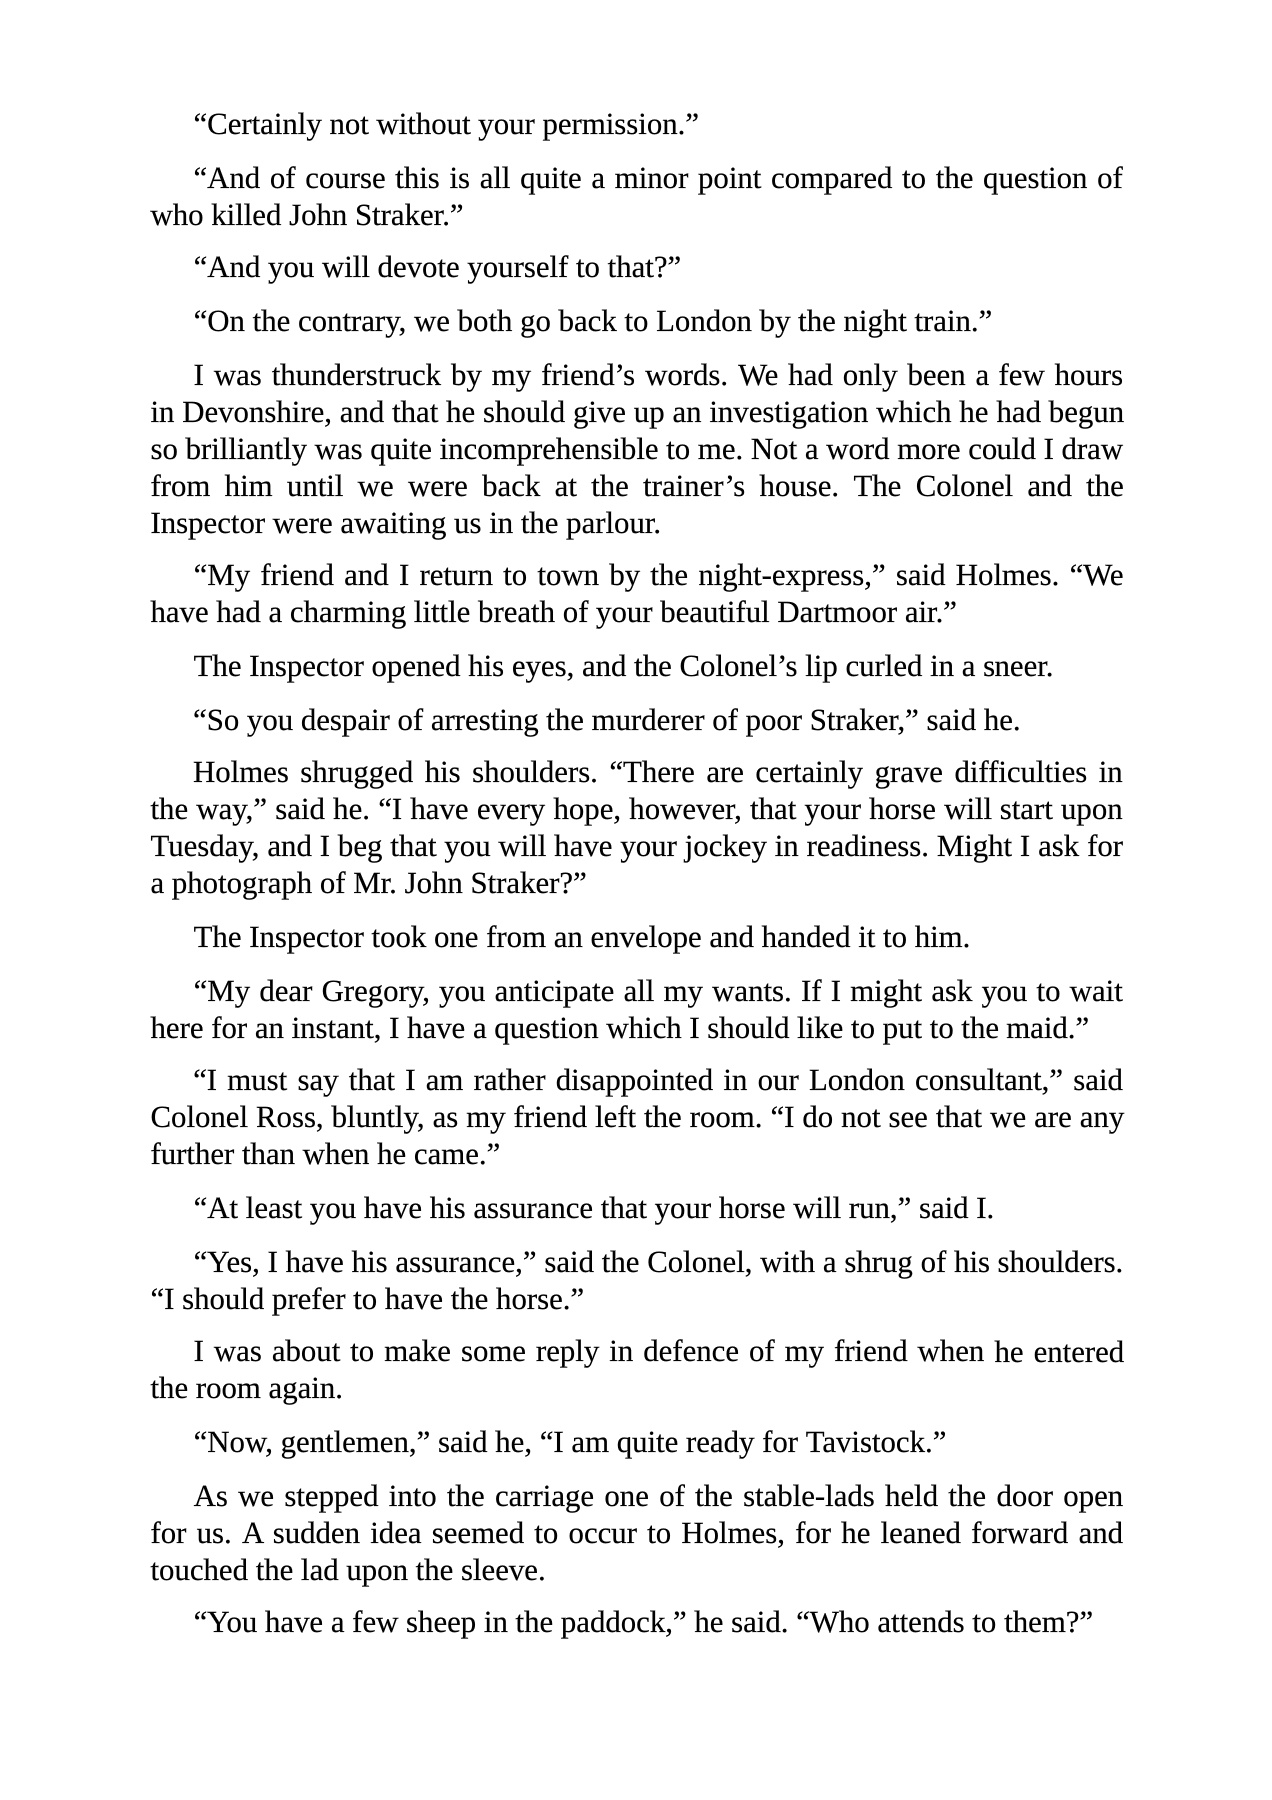 “Certainly not without your permission.”
“And of course this is all quite a minor point compared to the question of
who killed John Straker.”
“And you will devote yourself to that?”
“On the contrary, we both go back to London by the night train.”
I was thunderstruck by my friend’s words. We had only been a few hours
in Devonshire, and that he should give up an investigation which he had begun
so brilliantly was quite incomprehensible to me. Not a word more could I draw
from him until we were back at the trainer’s house. The Colonel and the
Inspector were awaiting us in the parlour.
“My friend and I return to town by the night-express,” said Holmes. “We
have had a charming little breath of your beautiful Dartmoor air.”
The Inspector opened his eyes, and the Colonel’s lip curled in a sneer.
“So you despair of arresting the murderer of poor Straker,” said he.
Holmes shrugged his shoulders. “There are certainly grave difficulties in
the way,” said he. “I have every hope, however, that your horse will start upon
Tuesday, and I beg that you will have your jockey in readiness. Might I ask for
a photograph of Mr. John Straker?”
The Inspector took one from an envelope and handed it to him.
“My dear Gregory, you anticipate all my wants. If I might ask you to wait
here for an instant, I have a question which I should like to put to the maid.”
“I must say that I am rather disappointed in our London consultant,” said
Colonel Ross, bluntly, as my friend left the room. “I do not see that we are any
further than when he came.”
“At least you have his assurance that your horse will run,” said I.
“Yes, I have his assurance,” said the Colonel, with a shrug of his shoulders.
“I should prefer to have the horse.”
I was about to make some reply in defence of my friend when he entered
the room again.
“Now, gentlemen,” said he, “I am quite ready for Tavistock.”
As we stepped into the carriage one of the stable-lads held the door open
for us. A sudden idea seemed to occur to Holmes, for he leaned forward and
touched the lad upon the sleeve.
“You have a few sheep in the paddock,” he said. “Who attends to them?”